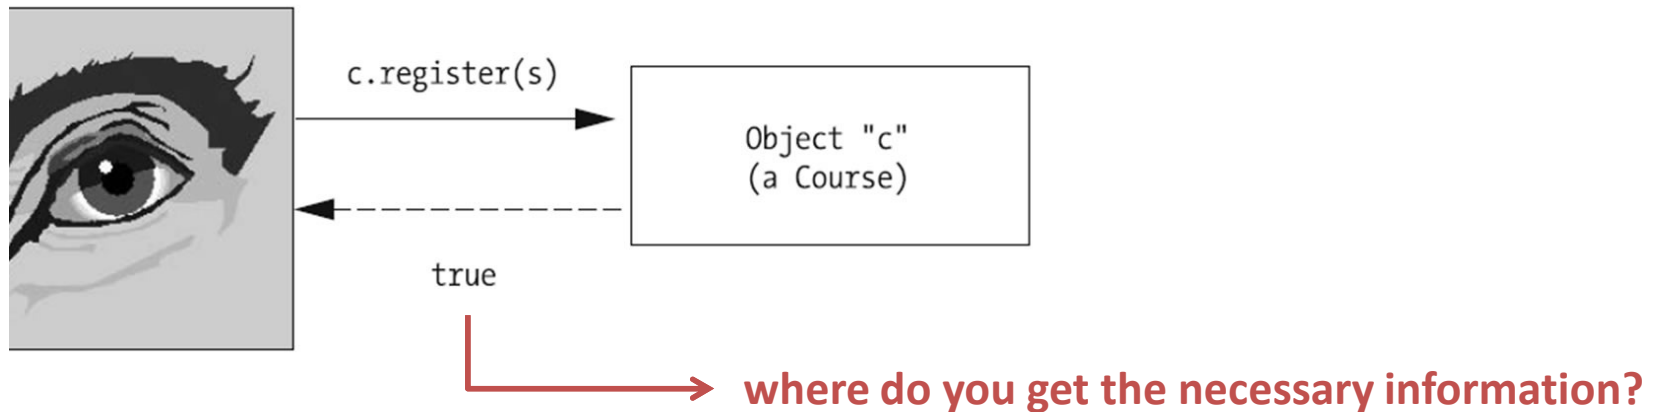 c.register(s)
Object "c"
(a Course)
true
where do you get the necessary information?